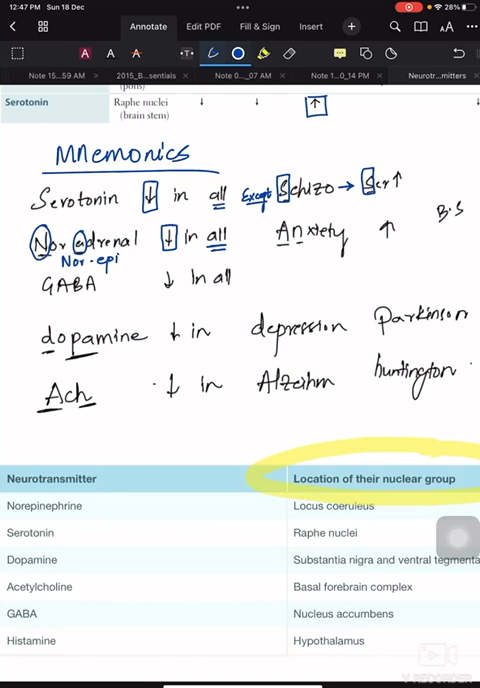 12:47 PM Sun 18 Dec 28%
Annotate Edit PDF Fill & Sign Insert
Note 15...59 AM 2015_B...sentials Note 0..._07 AM Note 1...0_14 PM Neurotr...mitters
(pons)
Serotonin Raphe nuclei ↓ ↓ ↑ ↓
(brain stem)
Mnemonics
Serotonin ↓ in all Except Schizo → Ser↑
Nor adrenal ↓ in all Anxiety ↑ B.S
Nor-epi
GABA ↓ In all
dopamine ↓ in depression Parkinson
Ach ↓ in Alzeihm huntington
Neurotransmitter Location of their nuclear group
Norepinephrine Locus coeruleus
Serotonin Raphe nuclei
Dopamine Substantia nigra and ventral tegmenta
Acetylcholine Basal forebrain complex
GABA Nucleus accumbens
Histamine Hypothalamus
V RECORDER